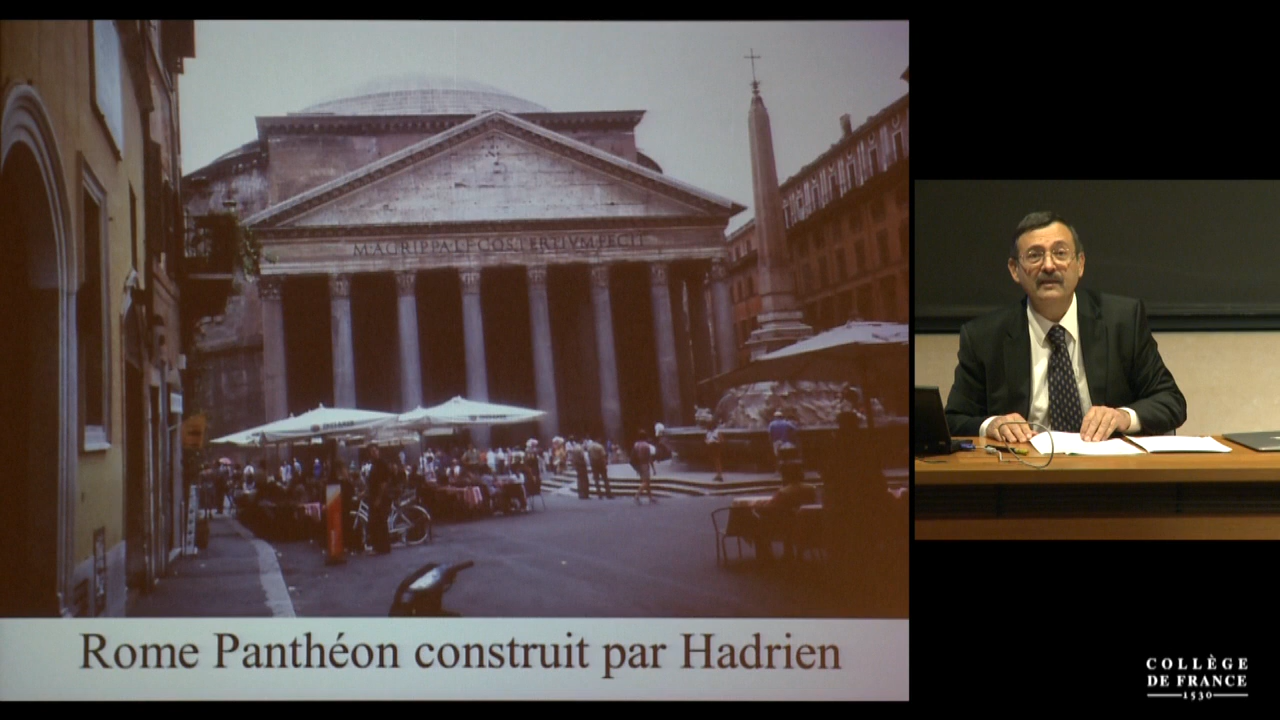 M·AGRIPPA·L·F·COS·TERTIVM·FECIT
Rome Panthéon construit par Hadrien
COLLÈGE
DE FRANCE
1530